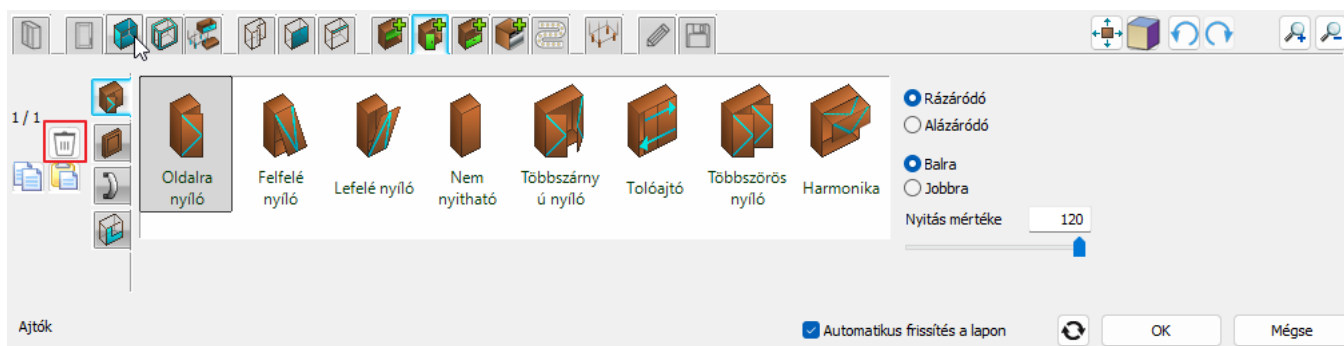 1 / 1
Oldalra
nyíló
Felfelé
nyíló
Lefelé nyíló
Nem
nyitható
Többszárny
ú nyíló
Tolóajtó
Többszörös
nyíló
Harmonika
Rázáródó
Alázáródó
Balra
Jobbra
Nyitás mértéke 120
Ajtók
Automatikus frissítés a lapon
OK
Mégse